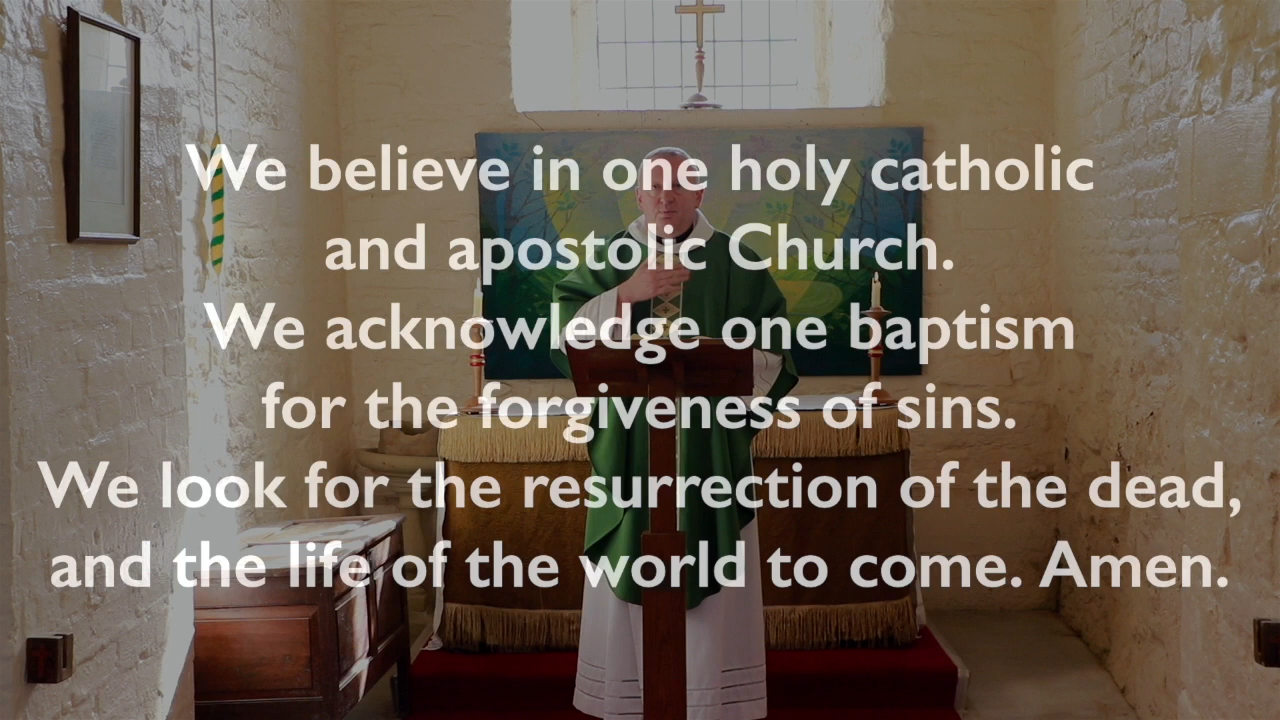 We believe in one holy catholic
and apostolic Church.
We acknowledge one baptism
for the forgiveness of sins.
We look for the resurrection of the dead,
and the life of the world to come. Amen.